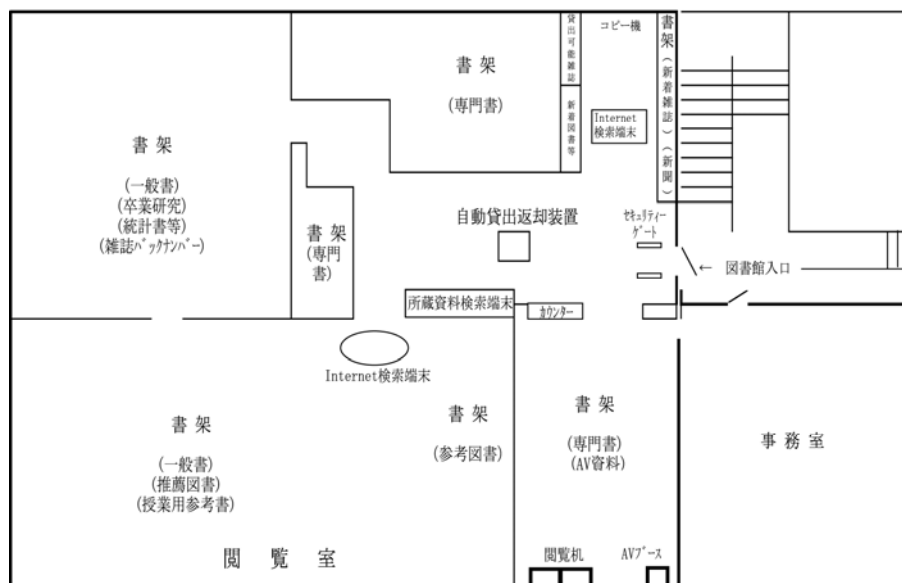 コピー機
貸出可能雑誌
新着図書等
書架(新着雑誌)(新聞)
書 架
(専門書)
Internet
検索端末
書 架
(一般書)
(卒業研究)
(統計書等)
(雑誌ﾊﾞｯｸﾅﾝﾊﾞｰ)
書 架
(専門
書)
自動貸出返却装置
ｾｷｭﾘﾃｨｰ
ｹﾞｰﾄ
← 図書館入口
所蔵資料検索端末
ｶｳﾝﾀｰ
Internet検索端末
書 架
(一般書)
(推薦図書)
(授業用参考書)
書 架
(参考図書)
書 架
(専門書)
(AV資料)
事 務 室
閲 覧 室
閲覧机
AVﾌﾞｰｽ